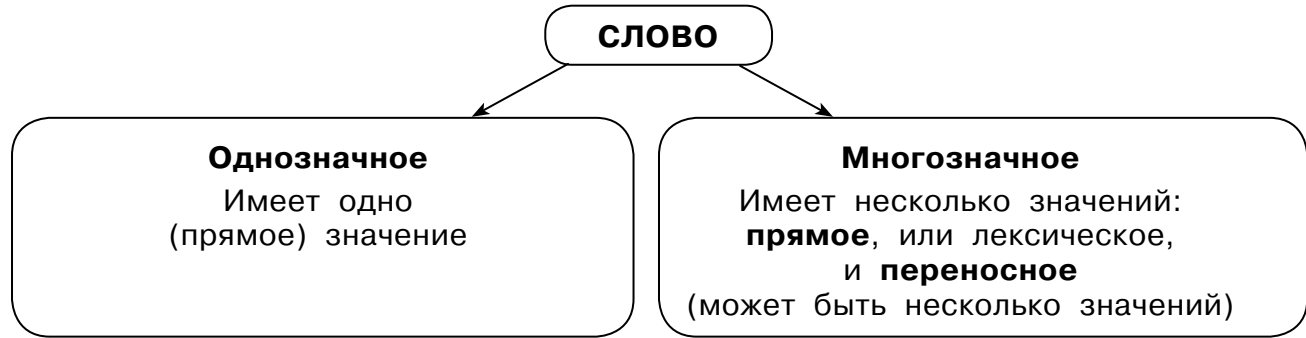 СЛОВО
Однозначное
Имеет одно
(прямое) значение
Многозначное
Имеет несколько значений:
прямое, или лексическое,
и переносное
(может быть несколько значений)